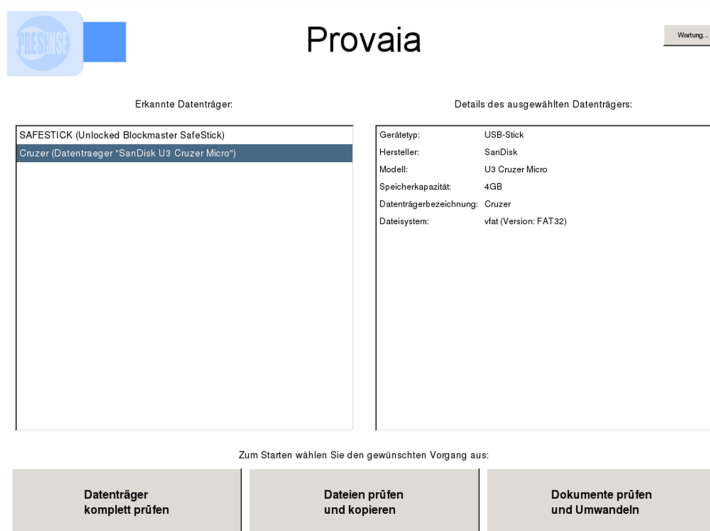 PRESENSE
Provaia
Wartung...
Erkannte Datenträger:
Details des ausgewählten Datenträgers:
SAFESTICK (Unlocked Blockmaster SafeStick)
Cruzer (Datentraeger "SanDisk U3 Cruzer Micro")
Gerätetyp: USB-Stick
Hersteller: SanDisk
Modell: U3 Cruzer Micro
Speicherkapazität: 4GB
Datenträgerbezeichnung: Cruzer
Dateisystem: vfat (Version: FAT32)
Zum Starten wählen Sie den gewünschten Vorgang aus:
Datenträger
komplett prüfen
Dateien prüfen
und kopieren
Dokumente prüfen
und Umwandeln